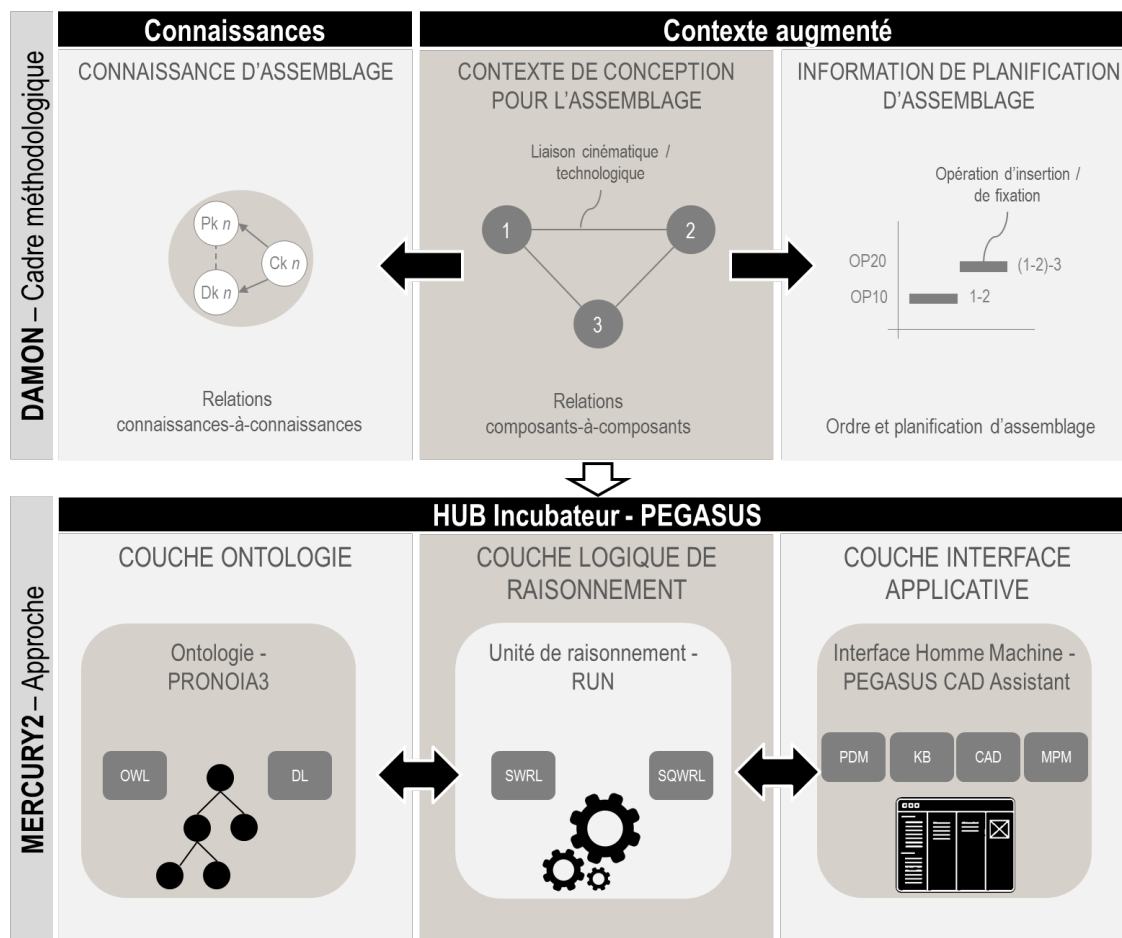 DAMON – Cadre méthodologique
Connaissances
Contexte augmenté
CONNAISSANCE D'ASSEMBLAGE
Pk n
Ck n
Dk n
Relations
connaissances-à-connaissances
CONTEXTE DE CONCEPTION
POUR L'ASSEMBLAGE
Liaison cinématique /
technologique
1
2
3
Relations
composants-à-composants
INFORMATION DE PLANIFICATION
D'ASSEMBLAGE
Opération d'insertion /
de fixation
OP20
(1-2)-3
OP10
1-2
Ordre et planification d'assemblage
MERCURY2 – Approche
HUB Incubateur - PEGASUS
COUCHE ONTOLOGIE
Ontologie -
PRONOIA3
OWL
DL
COUCHE LOGIQUE DE
RAISONNEMENT
Unité de raisonnement -
RUN
SWRL
SQWRL
COUCHE INTERFACE
APPLICATIVE
Interface Homme Machine -
PEGASUS CAD Assistant
PDM
KB
CAD
MPM